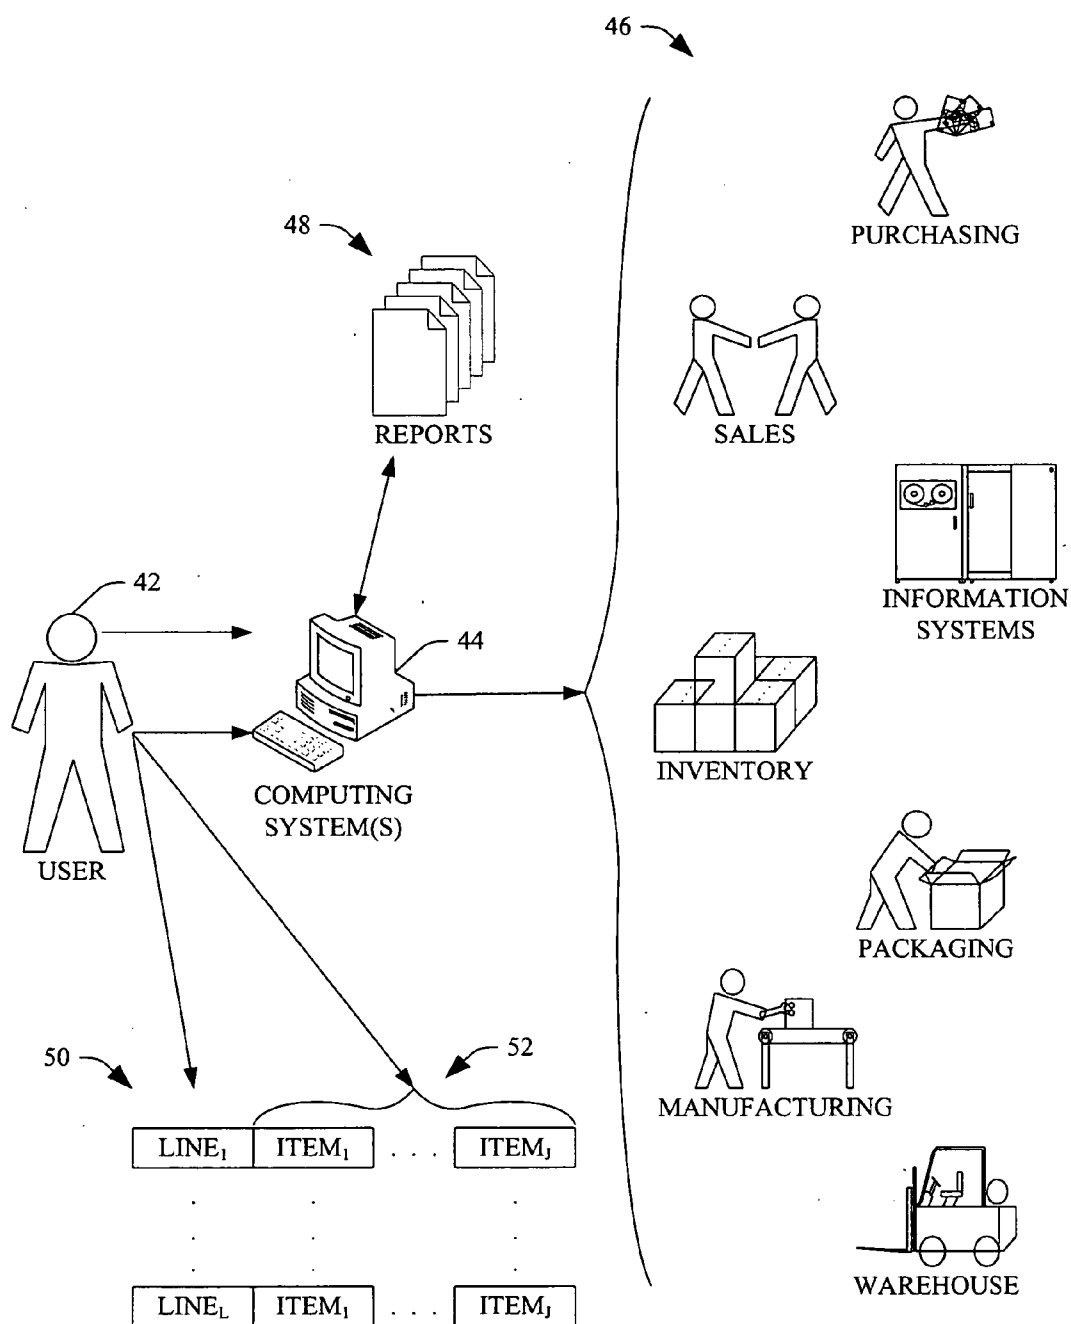 46
PURCHASING
48
REPORTS
SALES
INFORMATION
SYSTEMS
42
USER
44
COMPUTING
SYSTEM(S)
INVENTORY
PACKAGING
MANUFACTURING
WAREHOUSE
50
52
LINE₁ ITEM₁ . . . ITEMⱼ
LINE_L ITEM₁ . . . ITEMⱼ